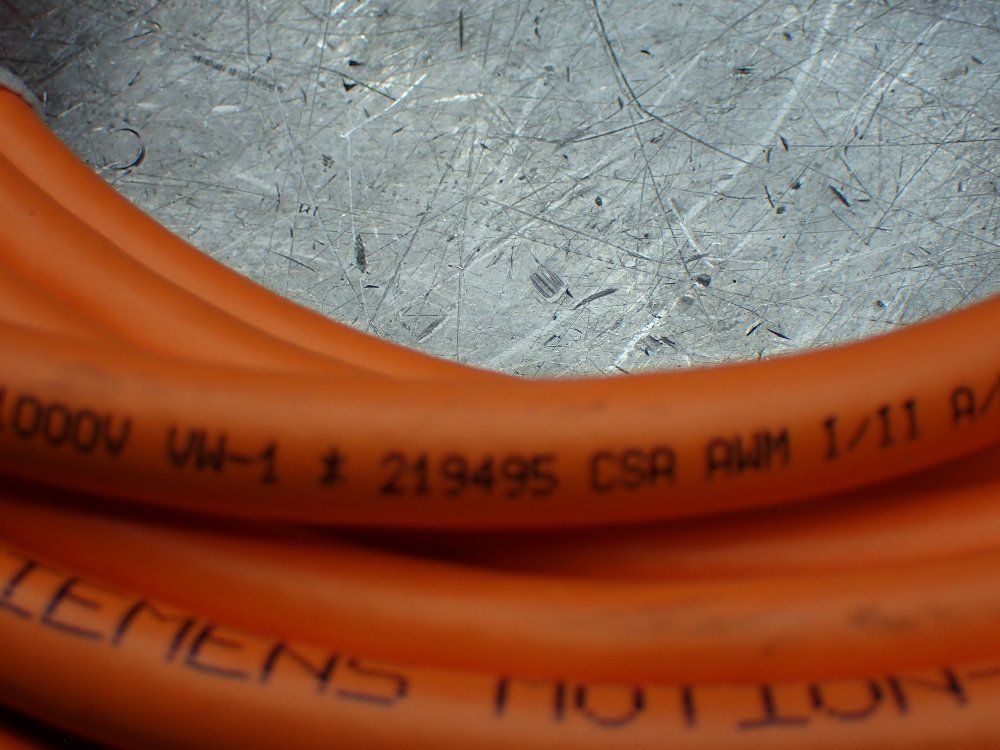 1000V VW-1 ± 219495 CSA AWM I/II A/
IEMENS MOTION-